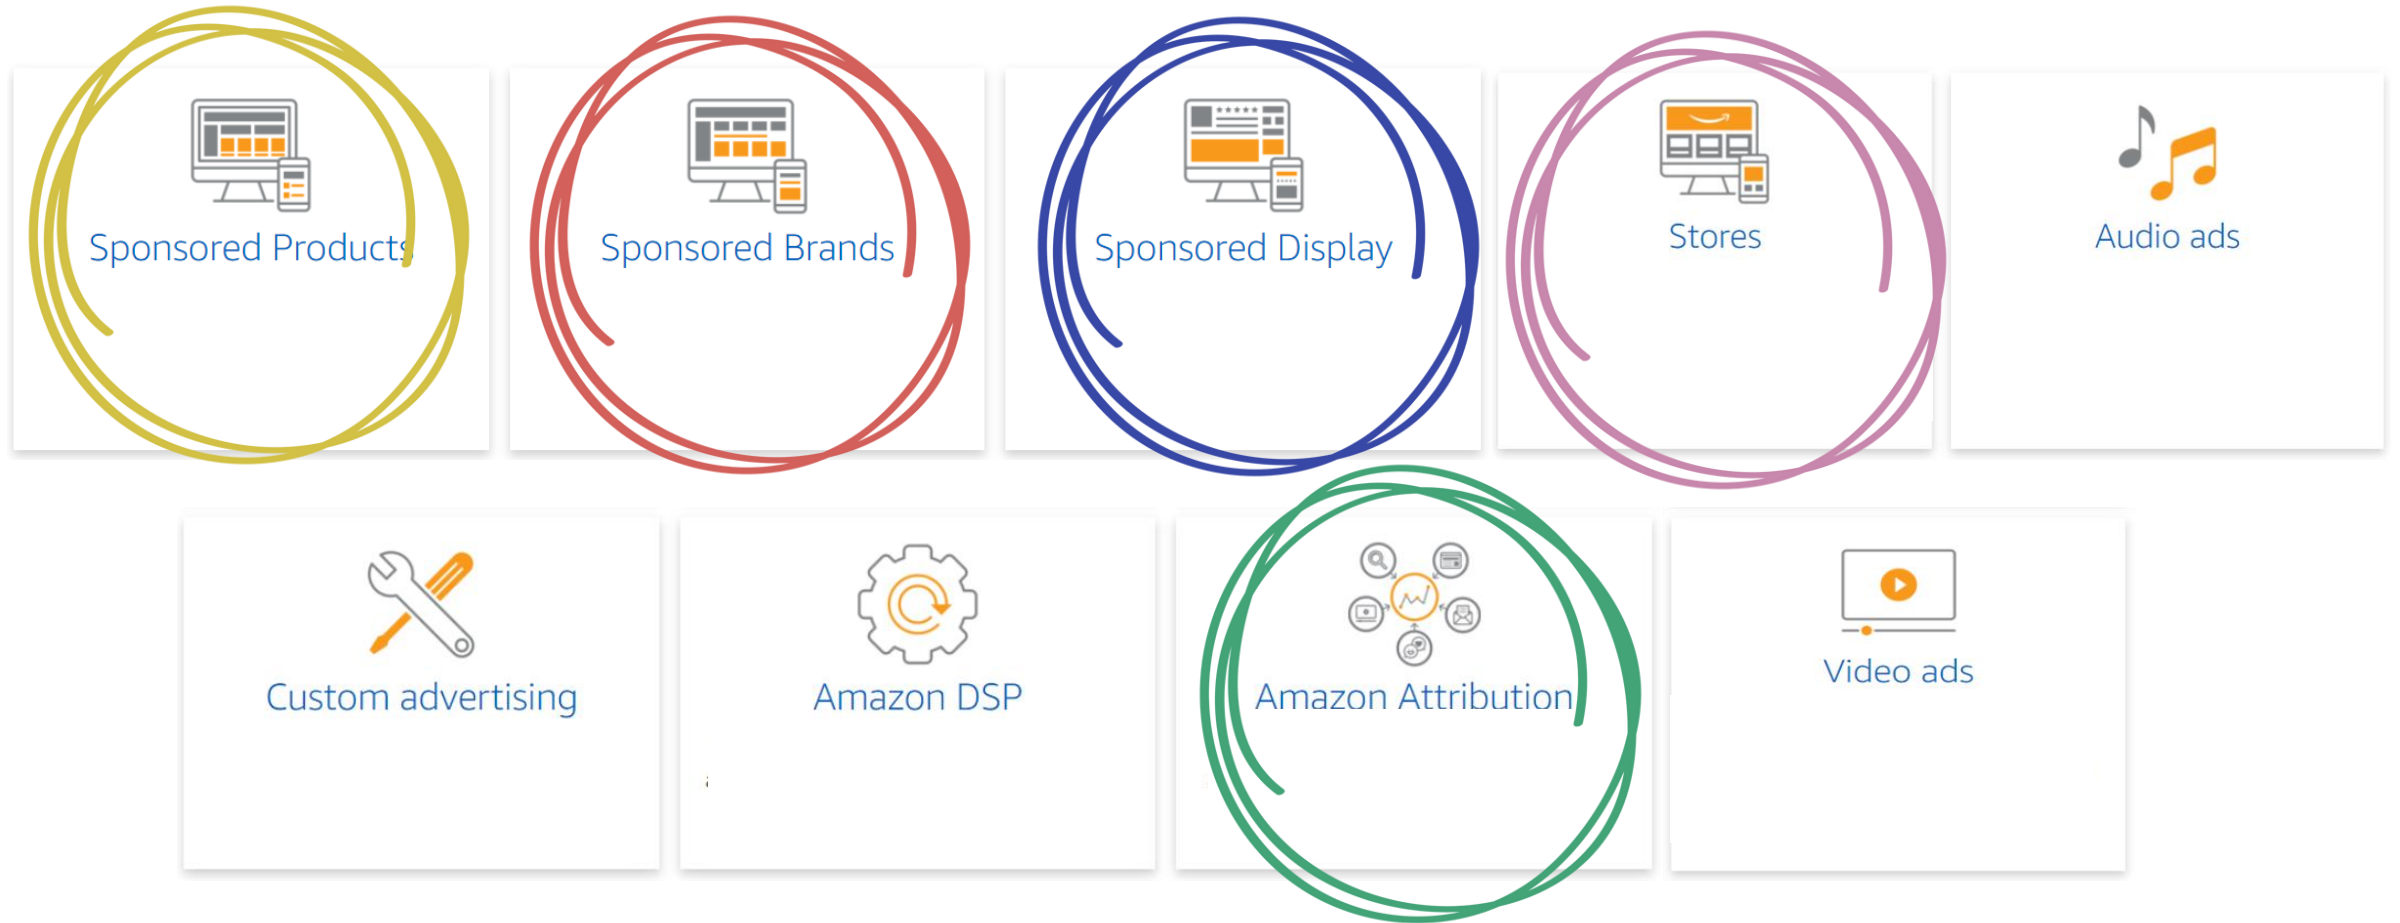 Sponsored Products
Sponsored Brands
Sponsored Display
Stores
Audio ads
Custom advertising
Amazon DSP
Amazon Attribution
Video ads